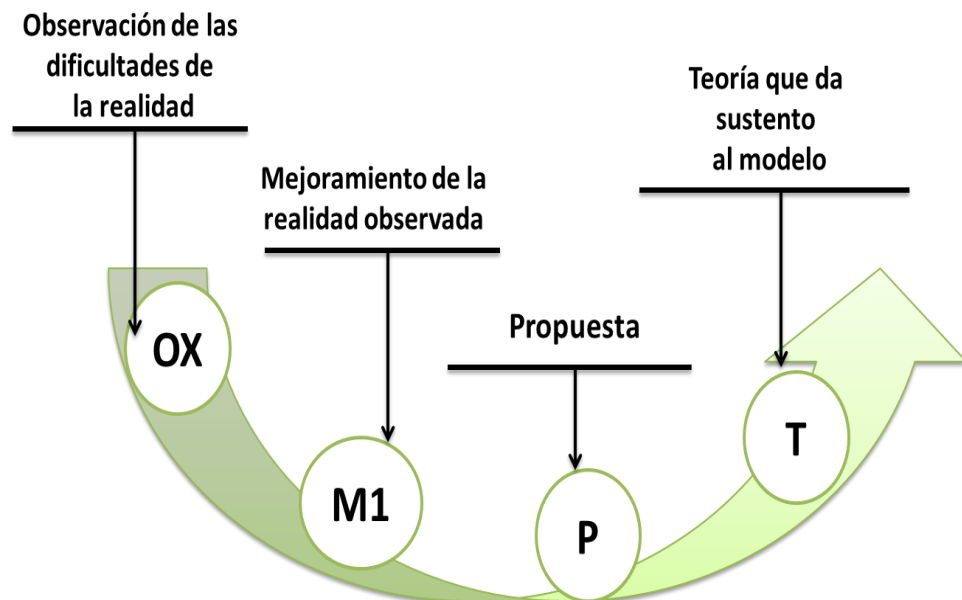 Observación de las
dificultades de
la realidad
OX
Mejoramiento de la
realidad observada
M1
Propuesta
P
Teoría que da
sustento
al modelo
T